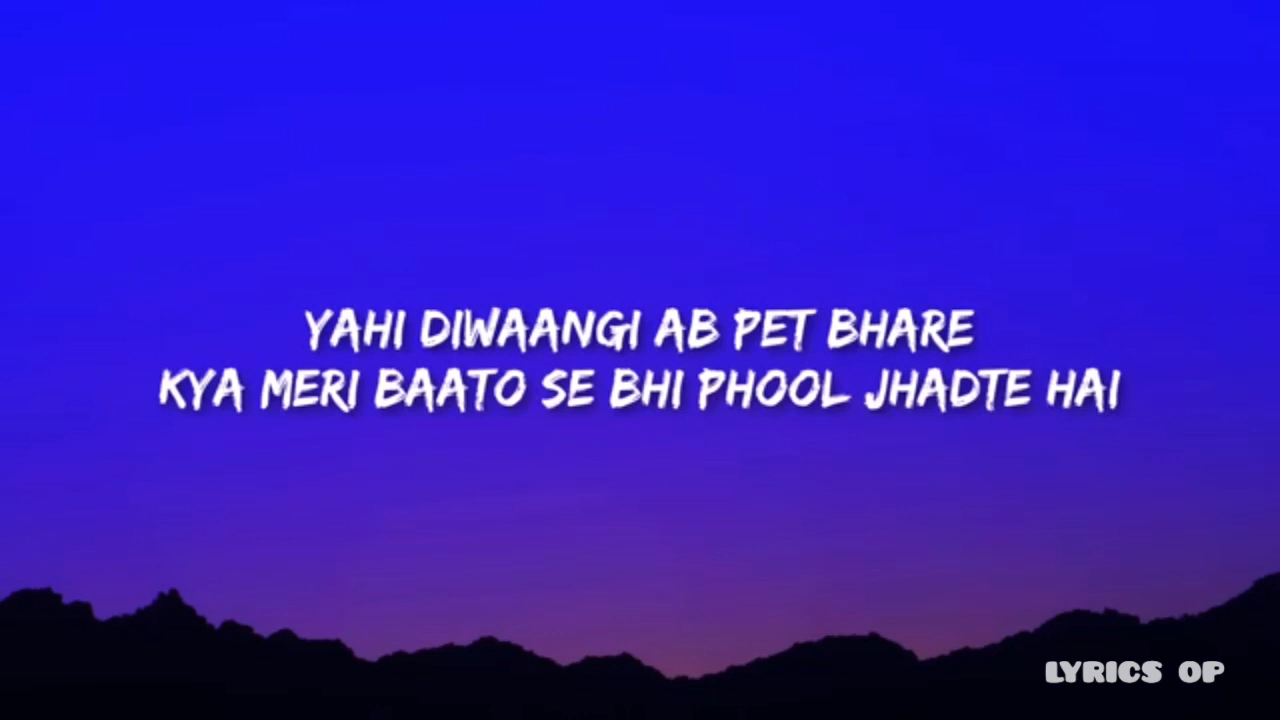 YAHI DIWAANGI AB PET BHARE
KYA MERI BAATO SE BHI PHOOL JHADTE HAI
LYRICS OP